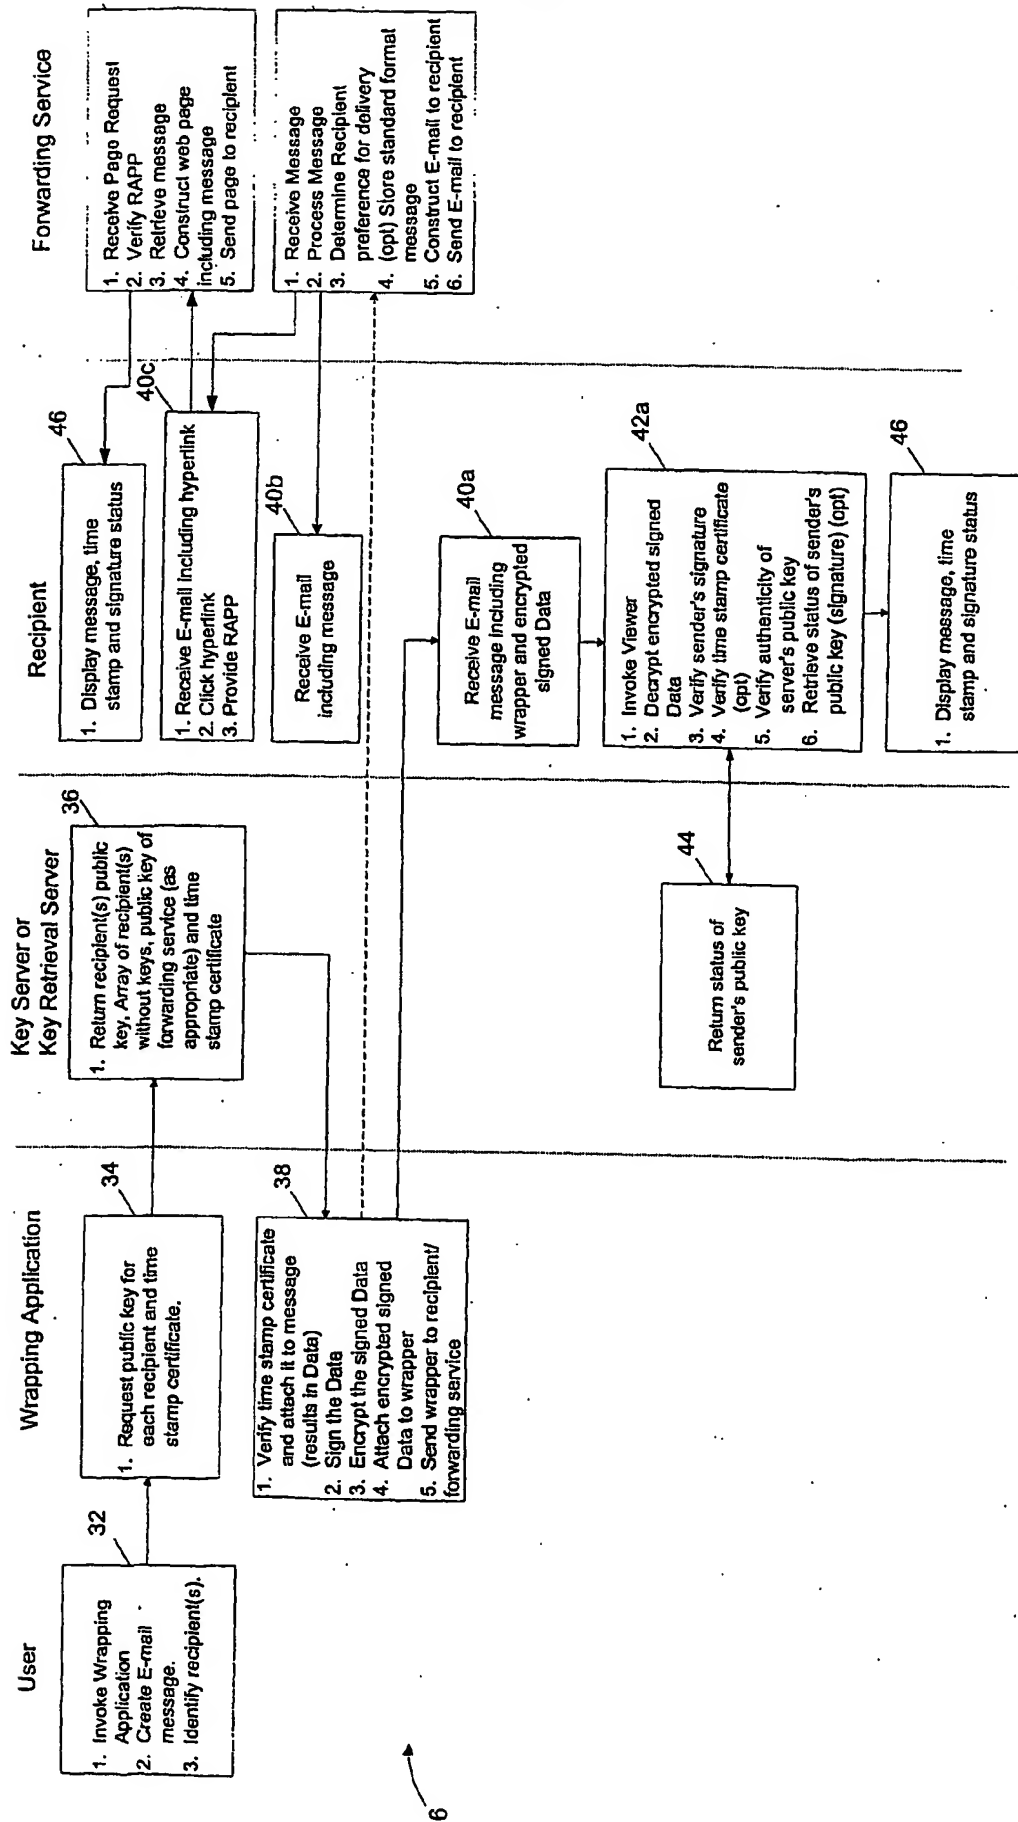 User
32
1. Invoke Wrapping
Application
2. Create E-mail
message.
3. Identify recipient(s).
Wrapping Application
34
1. Request public key for
each recipient and time
stamp certificate.
38
1. Verify time stamp certificate
and attach it to message
(results in Data)
2. Sign the Date
3. Encrypt the signed Data
4. Attach encrypted signed
Data to wrapper
5. Send wrapper to recipient/
forwarding service
Key Server or
Key Retrieval Server
36
1. Return recipient(s) public
key, Array of recipient(s)
without keys, public key of
forwarding service (as
appropriate) and time
stamp certificate
44
Return status of
sender's public key
Recipient
46
1. Display message, time
stamp and signature status
40c
1. Receive E-mail including hyperlink
2. Click hyperlink
3. Provide RAPP
40b
Receive E-mail
including message
40a
Receive E-mail
message including
wrapper and encrypted
signed Data
42a
1. Invoke Viewer
2. Decrypt encrypted signed
Data
3. Verify sender's signature
4. Verify time stamp certificate
(opt)
5. Verify authenticity of
server's public key
6. Retrieve status of sender's
public key (signature) (opt)
46
1. Display message, time
stamp and signature status
Forwarding Service
1. Receive Page Request
2. Verify RAPP
3. Retrieve message
4. Construct web page
including message
5. Send page to recipient
1. Receive Message
2. Process Message
3. Determine Recipient
preference for delivery
4. (opt) Store standard format
message
5. Construct E-mail to recipient
6. Send E-mail to recipient
6